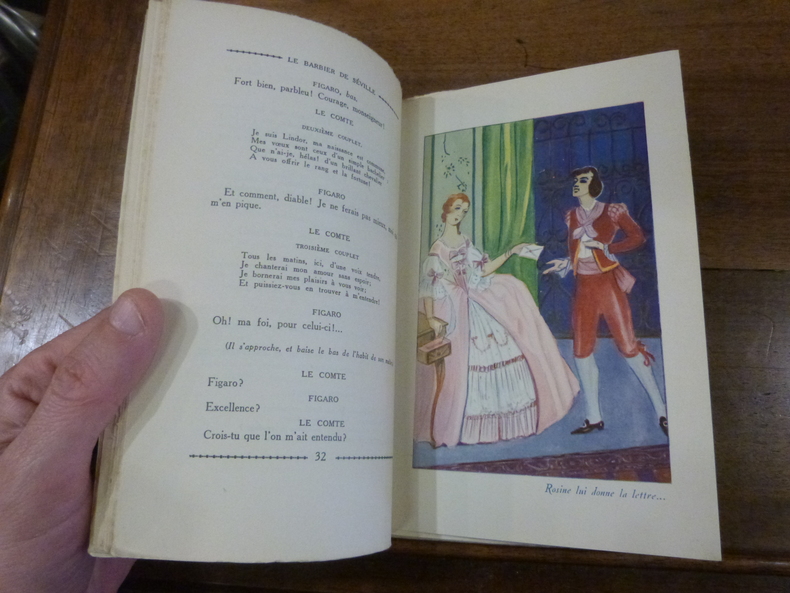 LE BARBIER DE SÉVILLE
FIGARO, bas.
Fort bien, parbleu! Courage, monseigneur!
LE COMTE
DEUXIÈME COUPLET
Je suis Lindor, ma naissance est commune,
Mes vœux sont ceux d'un simple bachelier
Que n'ai-je, hélas! d'un brillant chevalier
A vous offrir le rang et la fortune!
FIGARO
Et comment, diable! Je ne ferais pas mieux, moi qui
m'en pique.
LE COMTE
TROISIÈME COUPLET
Tous les matins, ici, d'une voix tendre,
Je chanterai mon amour sans espoir;
Je bornerai mes plaisirs à vous voir;
Et puissiez-vous en trouver à m'entendre!
FIGARO
Oh! ma foi, pour celui-ci!...
(Il s'approche, et baise le bas de l'habit de son
LE COMTE
Figaro?
FIGARO
Excellence?
LE COMTE
Crois-tu que l'on m'ait entendu?
32
Rosine lui donne la lettre...